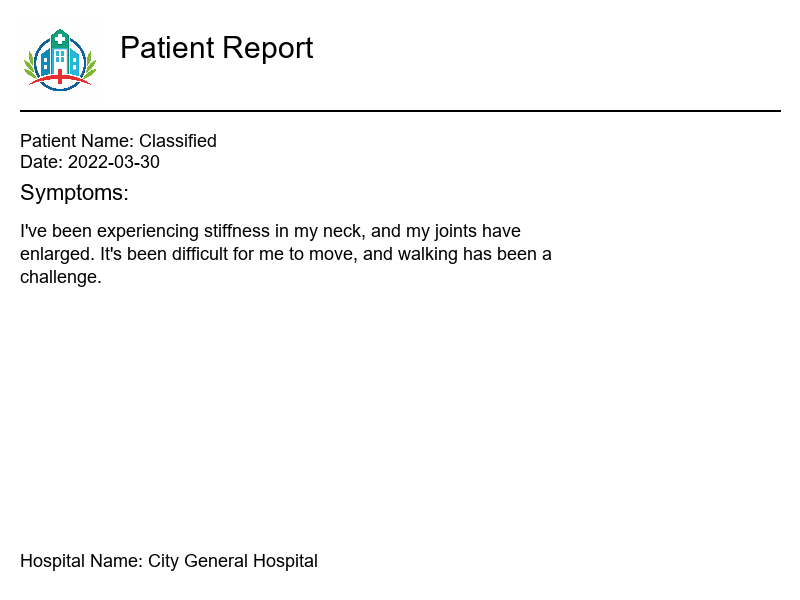 Patient Report
Patient Name: Classified
Date: 2022-03-30
Symptoms:
I've been experiencing stiffness in my neck, and my joints have
enlarged. It's been difficult for me to move, and walking has been a
challenge.
Hospital Name: City General Hospital